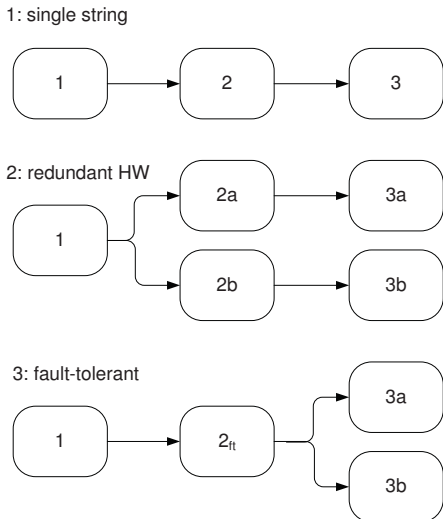 1: single string
1
2
3
2: redundant HW
2a
3a
1
2b
3b
3: fault-tolerant
3a
1
2ft
3b